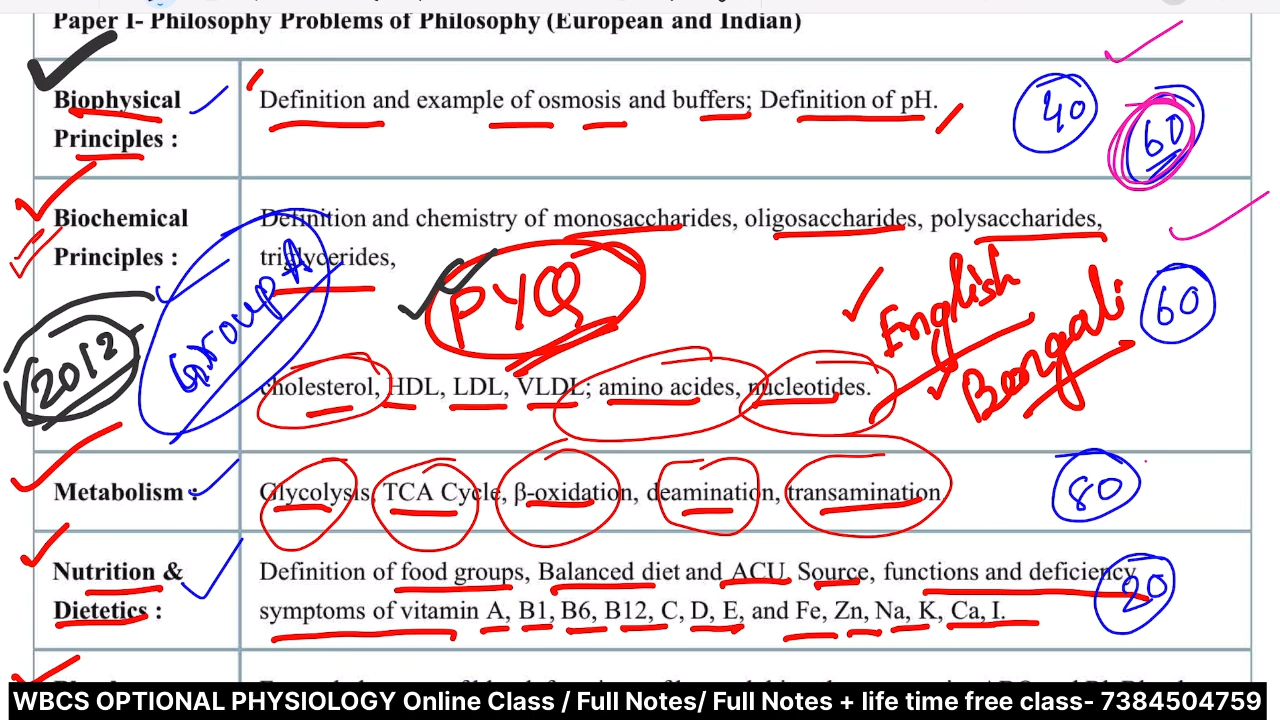 Paper I- Philosophy Problems of Philosophy (European and Indian)
Biophysical
Principles :
Definition and example of osmosis and buffers; Definition of pH.
40
60
Biochemical
Principles :
Definition and chemistry of monosaccharides, oligosaccharides, polysaccharides,
triglycerides,
Group A
PYQ
English
Bengali
60
2012
cholesterol, HDL, LDL, VLDL; amino acides, nucleotides.
Metabolism :
Glycolysis, TCA Cycle, β-oxidation, deamination, transamination
80
Nutrition &
Dietetics :
Definition of food groups, Balanced diet and ACU, Source, functions and deficiency
symptoms of vitamin A, B1, B6, B12, C, D, E, and Fe, Zn, Na, K, Ca, I.
20
WBCS OPTIONAL PHYSIOLOGY Online Class / Full Notes/ Full Notes + life time free class- 7384504759